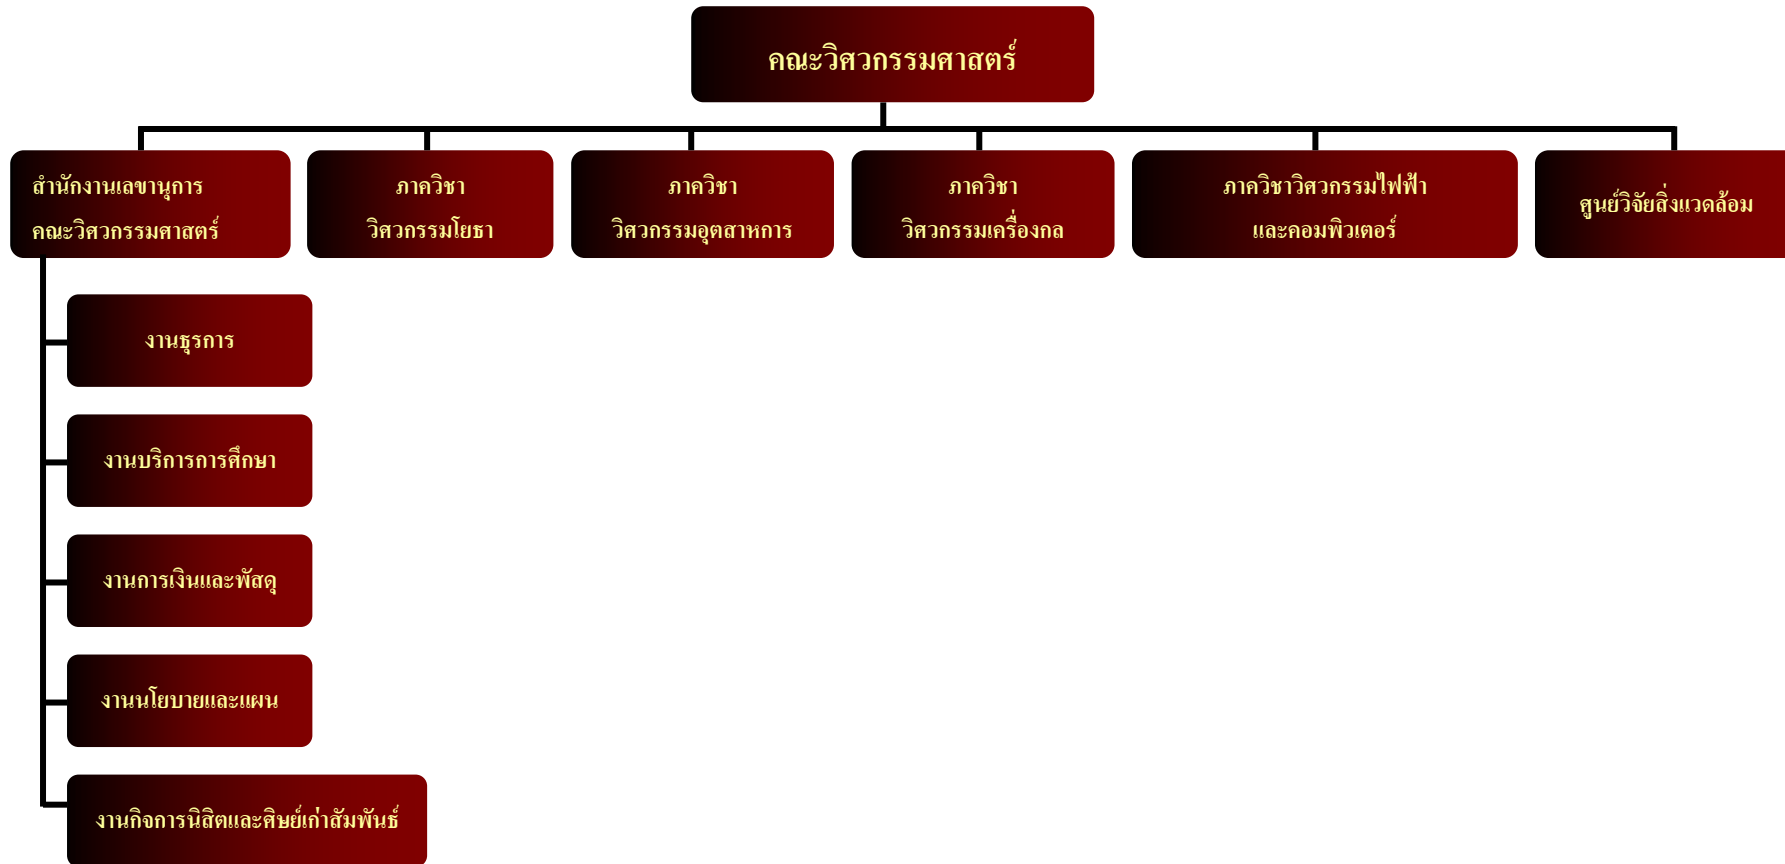 คณะวิศวกรรมศาสตร์
สำนักงานเลขานุการ
คณะวิศวกรรมศาสตร์
ภาควิชา
วิศวกรรมโยธา
ภาควิชา
วิศวกรรมอุตสาหการ
ภาควิชา
วิศวกรรมเครื่องกล
ภาควิชาวิศวกรรมไฟฟ้า
และคอมพิวเตอร์
ศูนย์วิจัยสิ่งแวดล้อม
งานธุรการ
งานบริการการศึกษา
งานการเงินและพัสดุ
งานนโยบายและแผน
งานกิจการนิสิตและศิษย์เก่าสัมพันธ์